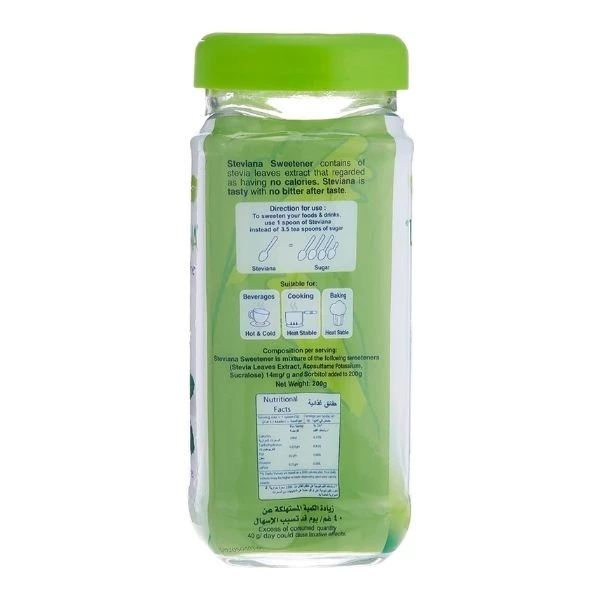 Steviana Sweetener contains of
stevia leaves extract that regarded
as having no calories. Steviana is
tasty with no bitter after taste.
Direction for use :
To sweeten your foods & drinks,
use 1 spoon of Steviana
instead of 3.5 tea spoons of sugar
=
Steviana Sugar
Suitable for:
Beverages Cooking Baking
Hot & Cold Heat Stable Heat Stable
Composition per serving:
Steviana Sweetener is mixture of the following sweeteners
(Stevia Leaves Extract, Acesulfame Potassium,
Sucralose) 14mg/ g and Sorbitol added to 200g
Net Weight: 200g
Nutritional حقائق غذائية
Facts
Calories
Carbohydrates
Fat
Protein
زيادة الكمية المستهلكة عن
٤٠ غم/ يوم قد تسبب الإسهال
Excess of consumed quantity
40 g/ day could cause laxative effects